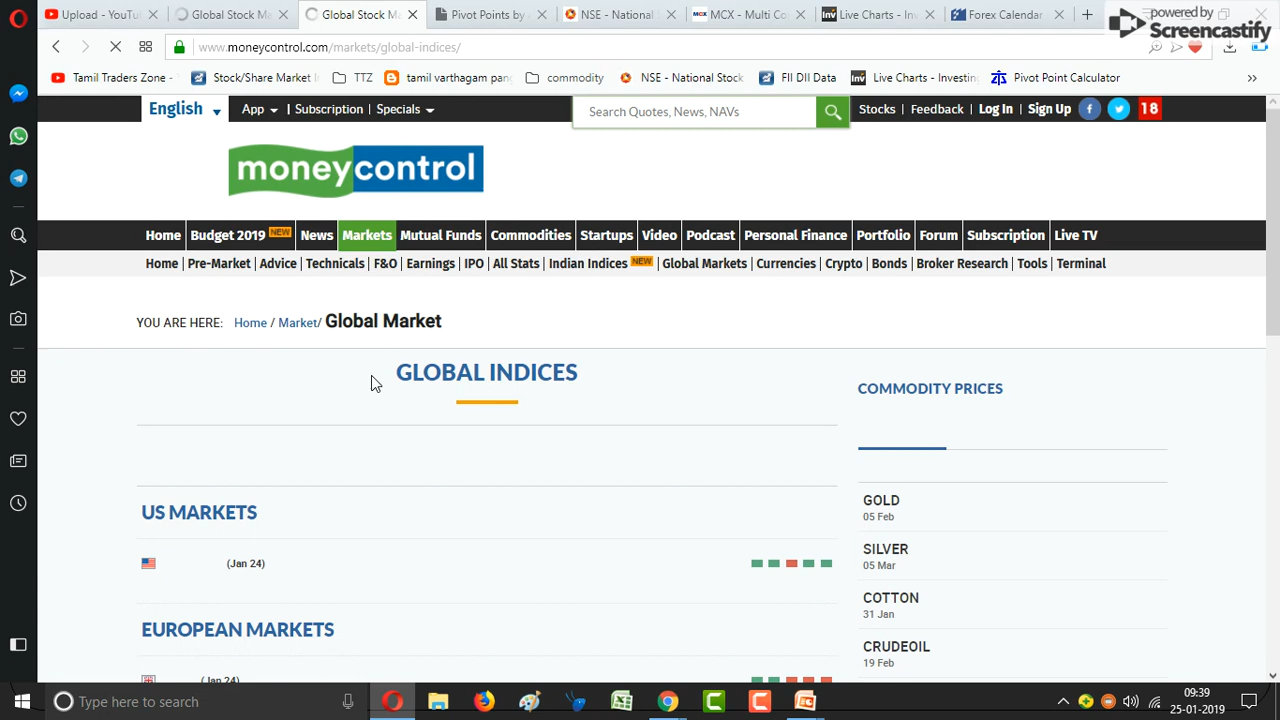 Upload - YouTu
Global Stock Ma
Global Stock M
Pivot Points by
NSE - National
MCX - Multi Co
Live Charts - Inv
Forex Calendar
powered by
Screencastify
www.moneycontrol.com/markets/global-indices/
Tamil Traders Zone -
Stock/Share Market
TTZ
tamil varthagam pan
commodity
NSE - National Stock
FII DII Data
Live Charts - Investin
Pivot Point Calculator
English
App
Subscription
Specials
Search Quotes, News, NAVs
Stocks
Feedback
Log In
Sign Up
18
moneycontrol
Home
Budget 2019 NEW
News
Markets
Mutual Funds
Commodities
Startups
Video
Podcast
Personal Finance
Portfolio
Forum
Subscription
Live TV
Home
Pre-Market
Advice
Technicals
F&O
Earnings
IPO
All Stats
Indian Indices NEW
Global Markets
Currencies
Crypto
Bonds
Broker Research
Tools
Terminal
YOU ARE HERE: Home / Market/ Global Market
GLOBAL INDICES
COMMODITY PRICES
US MARKETS
(Jan 24)
EUROPEAN MARKETS
(Jan 24)
GOLD
05 Feb
SILVER
05 Mar
COTTON
31 Jan
CRUDEOIL
19 Feb
Type here to search
09:39
25-01-2019